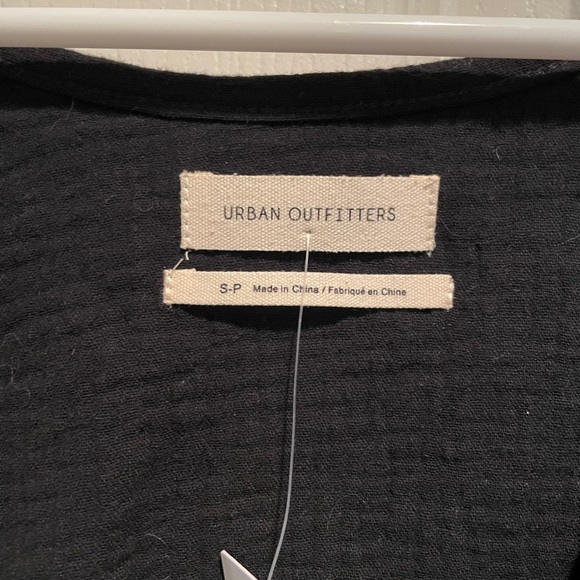 URBAN OUTFITTERS
S-P Made in China / Fabriqué en Chine